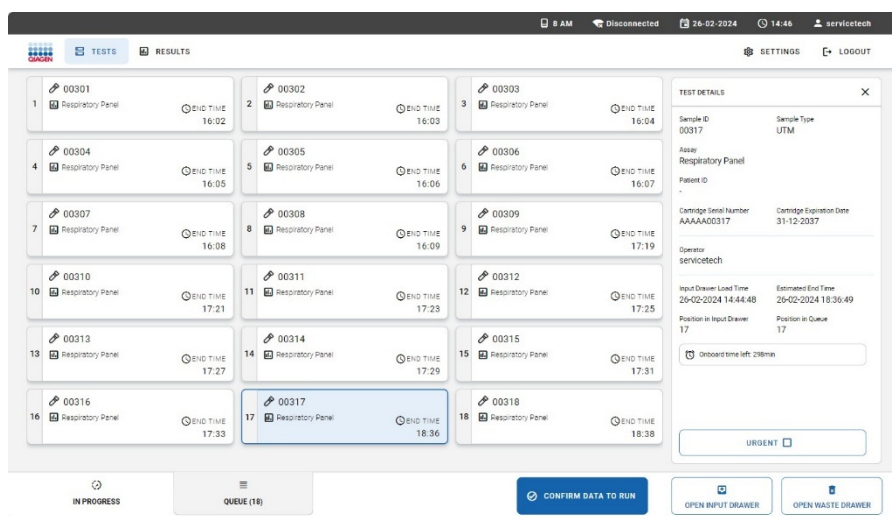 8 AM Disconnected 26-02-2024 14:46 servicetech
QIAGEN TESTS RESULTS SETTINGS LOGOUT
1 00301
Respiratory Panel
END TIME
16:02
2 00302
Respiratory Panel
END TIME
16:03
3 00303
Respiratory Panel
END TIME
16:04
4 00304
Respiratory Panel
END TIME
16:05
5 00305
Respiratory Panel
END TIME
16:06
6 00306
Respiratory Panel
END TIME
16:07
7 00307
Respiratory Panel
END TIME
16:08
8 00308
Respiratory Panel
END TIME
16:09
9 00309
Respiratory Panel
END TIME
17:19
10 00310
Respiratory Panel
END TIME
17:21
11 00311
Respiratory Panel
END TIME
17:23
12 00312
Respiratory Panel
END TIME
17:25
13 00313
Respiratory Panel
END TIME
17:27
14 00314
Respiratory Panel
END TIME
17:29
15 00315
Respiratory Panel
END TIME
17:31
16 00316
Respiratory Panel
END TIME
17:33
17 00317
Respiratory Panel
END TIME
18:36
18 00318
Respiratory Panel
END TIME
18:38
TEST DETAILS
Sample ID Sample Type
00317 UTM
Assay
Respiratory Panel
Patient ID
-
Cartridge Serial Number Cartridge Expiration Date
AAAAA00317 31-12-2037
Operator
servicetech
Input Drawer Load Time Estimated End Time
26-02-2024 14:44:48 26-02-2024 18:36:49
Position in Input Drawer Position in Queue
17 17
Onboard time left: 298min
URGENT
IN PROGRESS
QUEUE (18)
CONFIRM DATA TO RUN
OPEN INPUT DRAWER
OPEN WASTE DRAWER